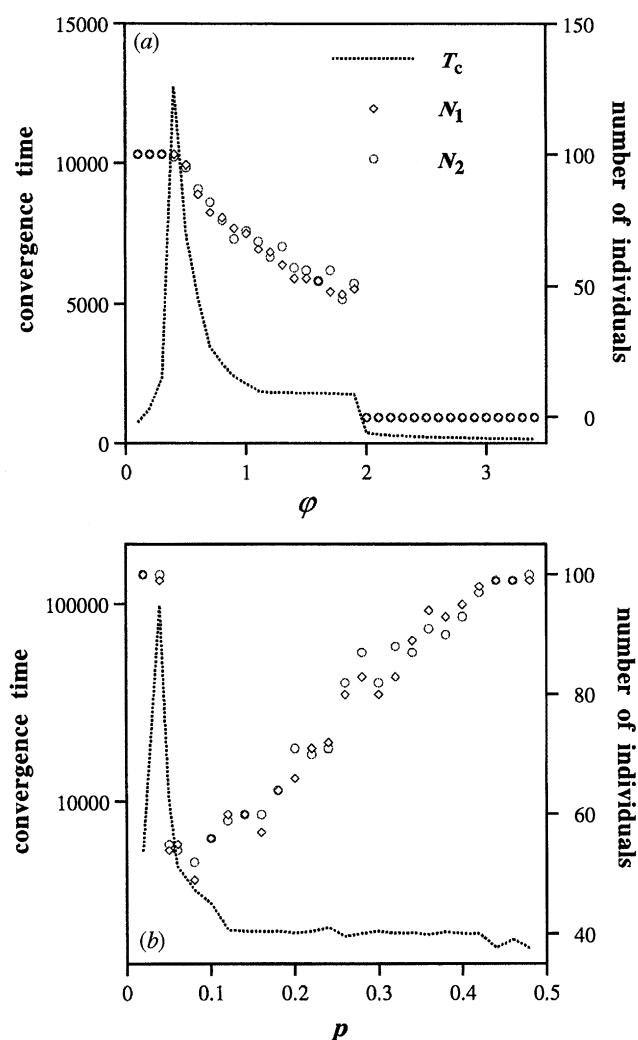 15000
10000
5000
0
convergence time
(a)
T_c
N_1
N_2
150
100
50
0
number of individuals
0
1
2
3
φ
100000
10000
convergence time
(b)
100
80
60
40
number of individuals
0
0.1
0.2
0.3
0.4
0.5
p